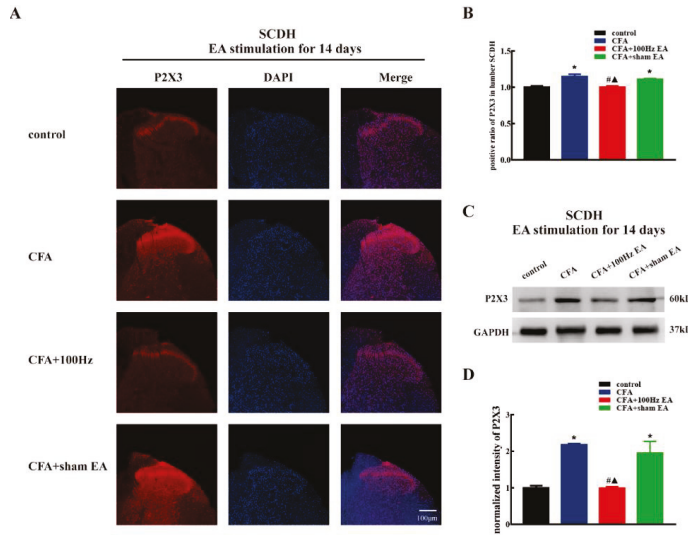 A
SCDH
EA stimulation for 14 days
P2X3 DAPI Merge
control
CFA
CFA+100Hz
CFA+sham EA
100μm
B
control
CFA
CFA+100Hz EA
CFA+sham EA
positive ratio of P2X3 in lumber SCDH
1.5
1.0
0.5
0.0
* #▲ *
C
SCDH
EA stimulation for 14 days
control CFA CFA+100Hz EA CFA+sham EA
P2X3 60kI
GAPDH 37kI
D
control
CFA
CFA+100Hz EA
CFA+sham EA
normalized intensity of P2X3
3
2
1
0
* #▲ *